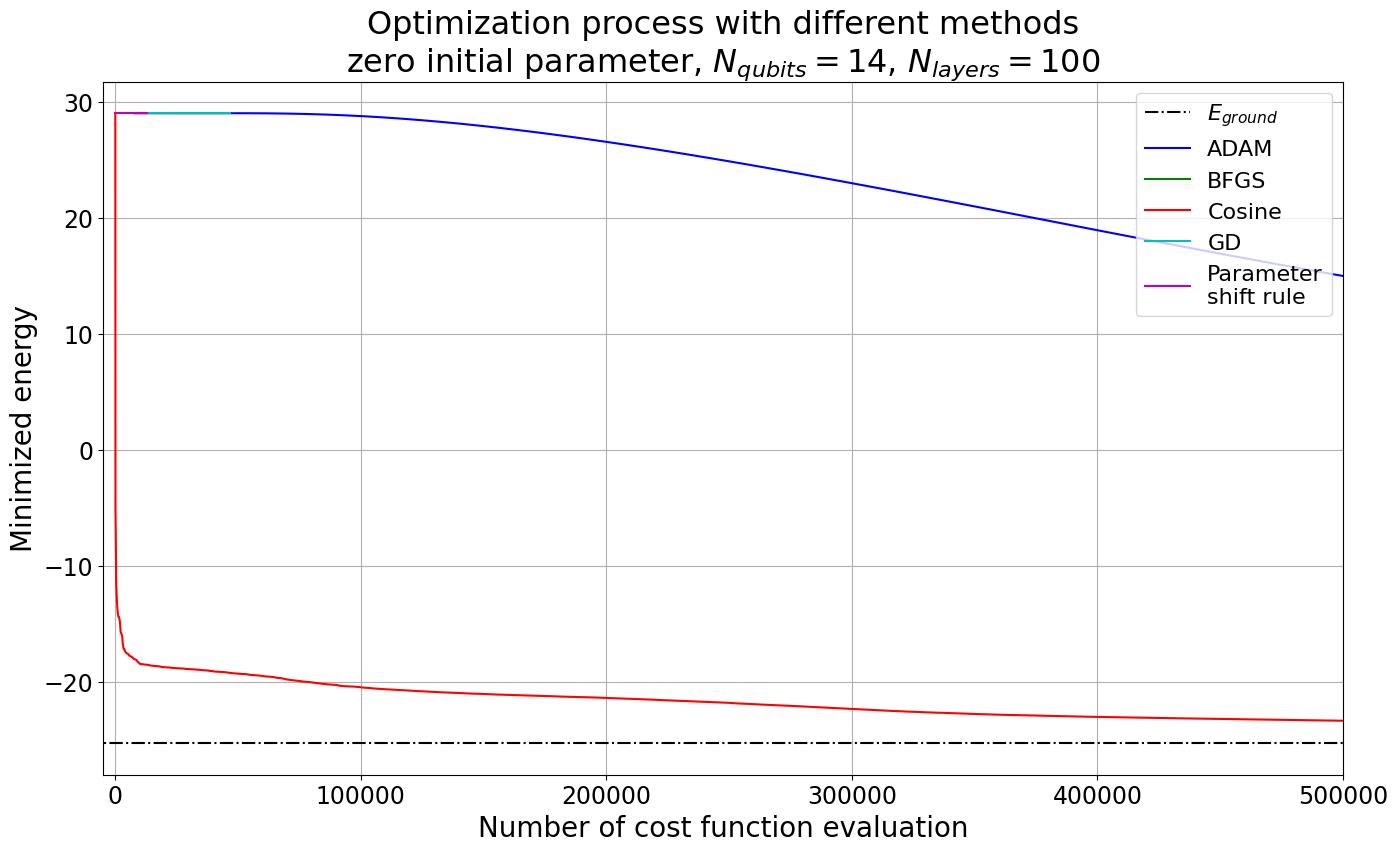 Optimization process with different methods
zero initial parameter, N_{qubits} = 14, N_{layers} = 100
30
20
10
0
−10
−20
Minimized energy
E_{ground}
ADAM
BFGS
Cosine
GD
Parameter
shift rule
0
100000
200000
300000
400000
500000
Number of cost function evaluation